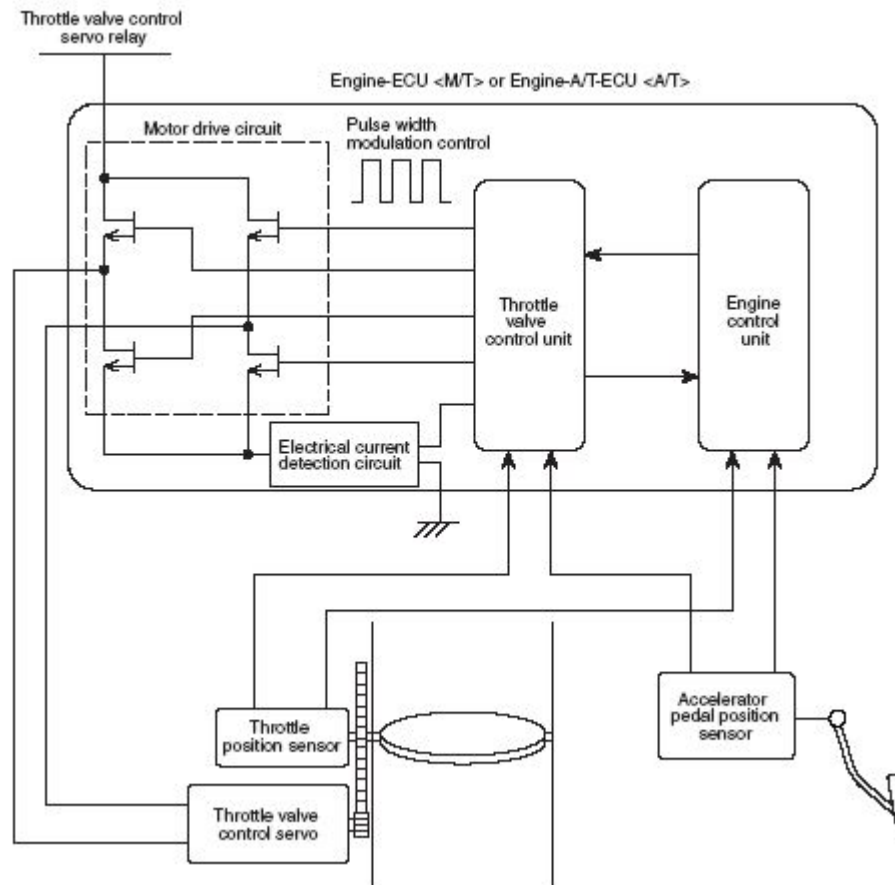 Throttle valve control
servo relay
Engine-ECU <M/T> or Engine-A/T-ECU <A/T>
Motor drive circuit
Pulse width
modulation control
Throttle
valve
control unit
Engine
control
unit
Electrical current
detection circuit
Throttle
position sensor
Accelerator
pedal position
sensor
Throttle valve
control servo